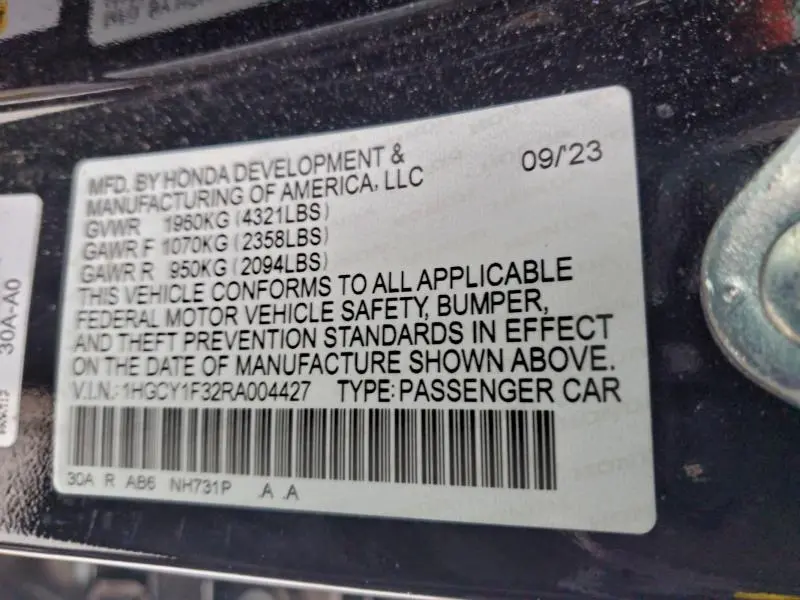 MFD. BY HONDA DEVELOPMENT & 09/'23
MANUFACTURING OF AMERICA, LLC
GVWR 1960KG (4321LBS)
GAWR F 1070KG (2358LBS)
GAWR R 950KG (2094LBS)
THIS VEHICLE CONFORMS TO ALL APPLICABLE
FEDERAL MOTOR VEHICLE SAFETY, BUMPER,
AND THEFT PREVENTION STANDARDS IN EFFECT
ON THE DATE OF MANUFACTURE SHOWN ABOVE.
V.I.N.: 1HGCY1F32RA004427 TYPE: PASSENGER CAR
30A R AB6 NH731P .A .A
30A-A0